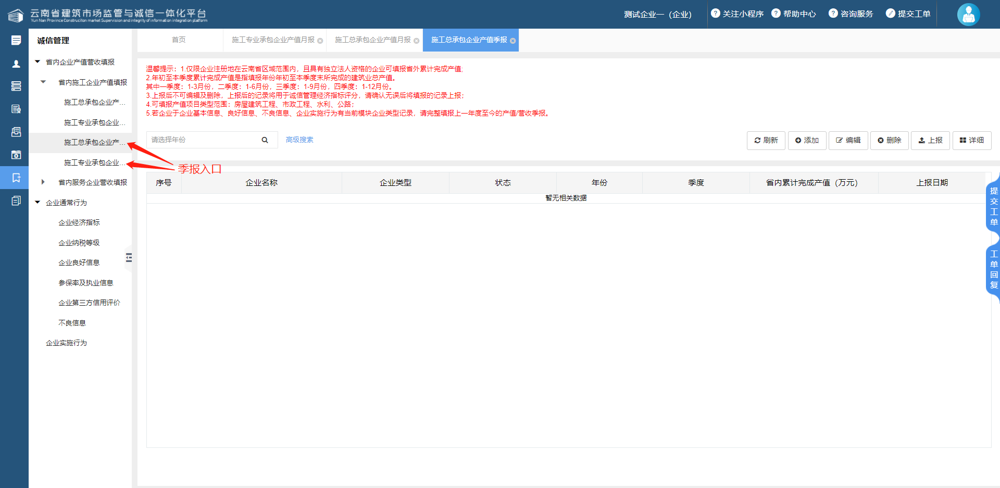 云南省建筑市场监管与诚信一体化平台
Yun Nan Province Construciton market Supervision and integrity of information integration platform
测试企业一（企业）
关注小程序
帮助中心
咨询服务
提交工单
诚信管理
省内企业产值营收填报
省内施工企业产值填报
施工总承包企业产...
施工专业承包企业...
施工总承包企业产...
施工专业承包企业...
省内服务企业营收填报
企业通常行为
企业经济指标
企业纳税等级
企业良好信息
参保率及执业信息
企业第三方信用评价
不良信息
企业实施行为
首页
施工专业承包企业产值月报
施工总承包企业产值月报
施工总承包企业产值季报
温馨提示：1.仅限企业注册地在云南省区域范围内，且具有独立法人资格的企业可填报省外累计完成产值;
2.年初至本季度累计完成产值是指填报年份年初至本季度末所完成的建筑业总产值。
其中一季度：1-3月份，二季度：1-6月份，三季度：1-9月份，四季度：1-12月份。
3.上报后不可编辑及删除，上报后的记录将用于诚信管理经济指标评分，请确认无误后将填报的记录上报；
4.可填报产值项目类型范围：房屋建筑工程、市政工程、水利、公路；
5.若企业于企业基本信息、良好信息、不良信息、企业实施行为有当前模块企业类型记录，请完整填报上一年度至今的产值/营收季报。
请选择年份
高级搜索
刷新
添加
编辑
删除
上报
详细
季报入口
序号
企业名称
企业类型
状态
年份
季度
省内累计完成产值（万元）
上报日期
暂无相关数据
提交工单
工单回复